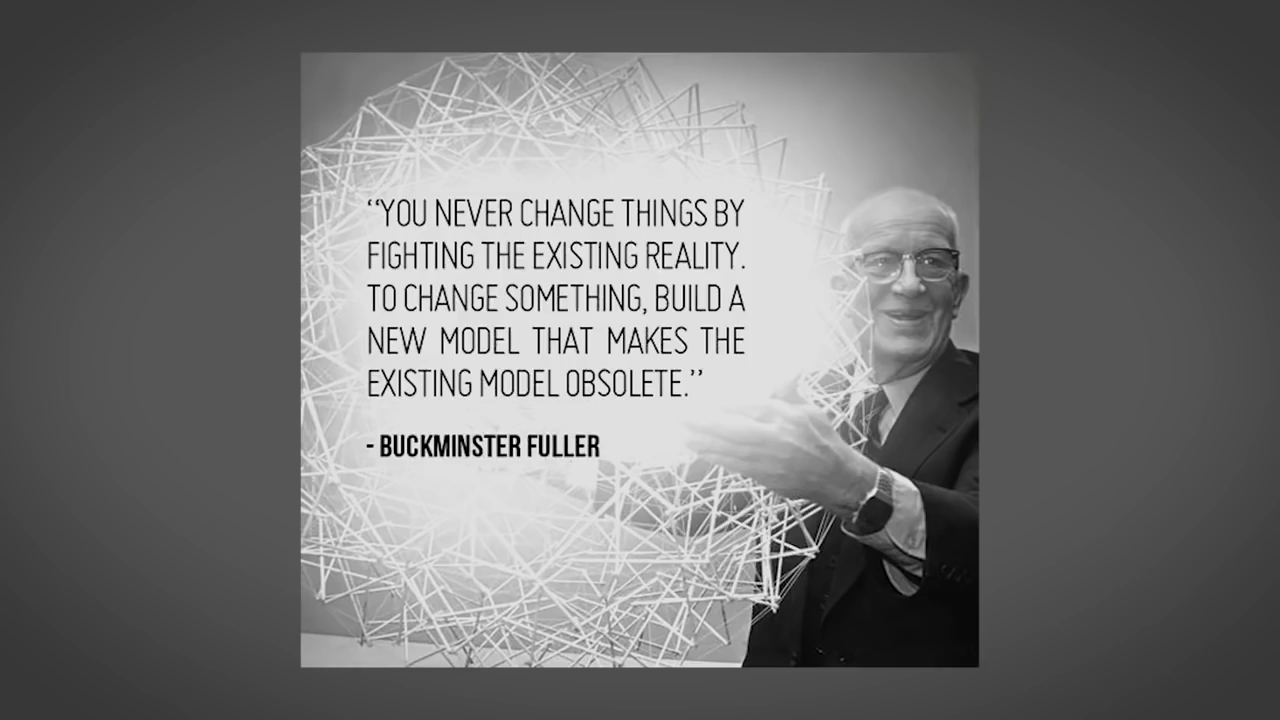 “YOU NEVER CHANGE THINGS BY
FIGHTING THE EXISTING REALITY.
TO CHANGE SOMETHING, BUILD A
NEW MODEL THAT MAKES THE
EXISTING MODEL OBSOLETE.”
- BUCKMINSTER FULLER